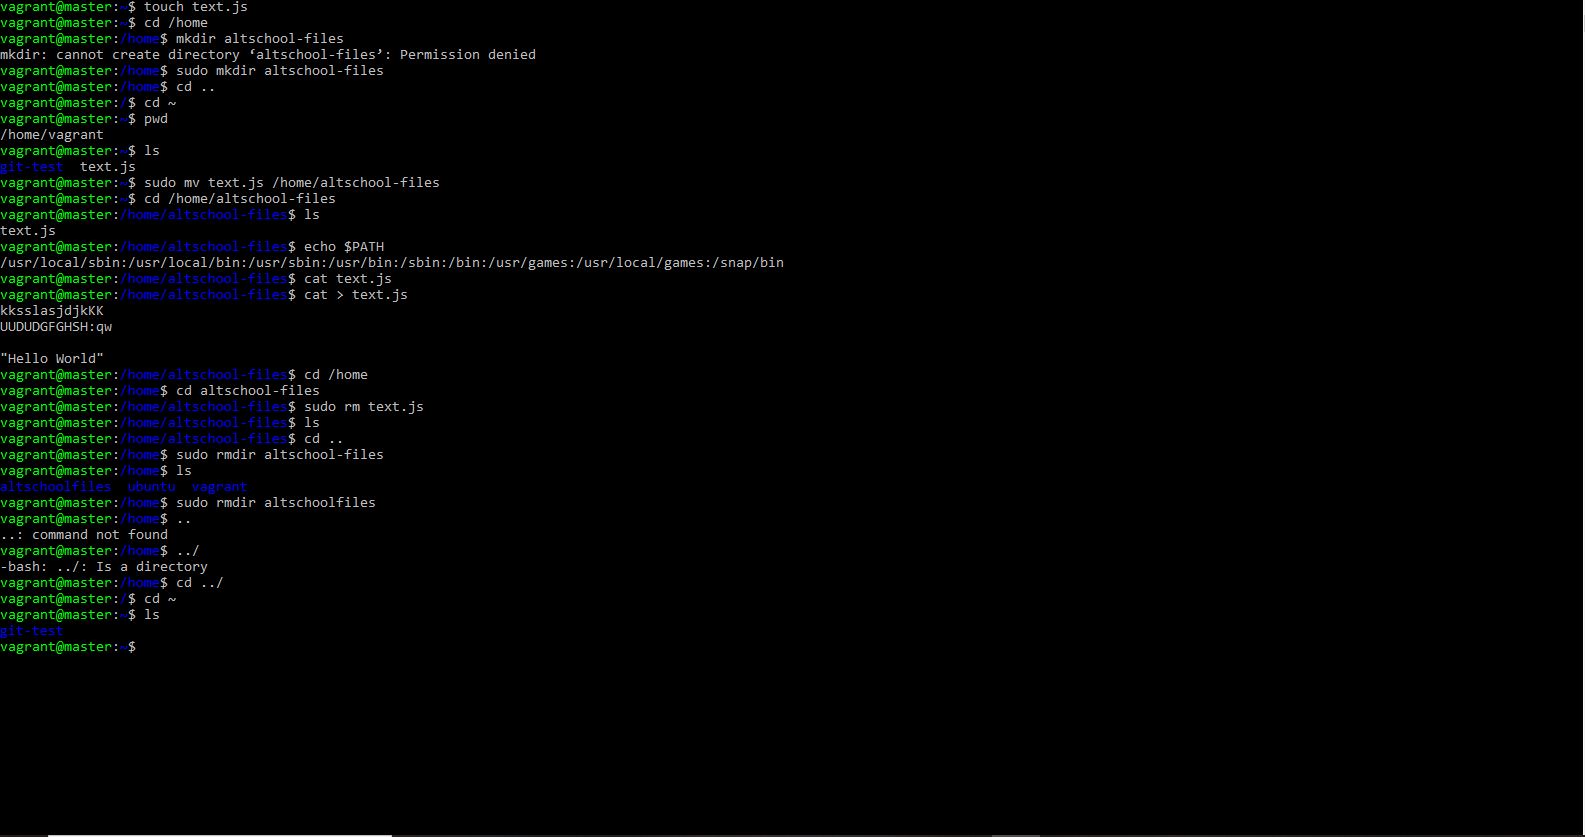 vagrant@master:~$ touch text.js
vagrant@master:~$ cd /home
vagrant@master:/home$ mkdir altschool-files
mkdir: cannot create directory ‘altschool-files’: Permission denied
vagrant@master:/home$ sudo mkdir altschool-files
vagrant@master:/home$ cd ..
vagrant@master:/$ cd ~
vagrant@master:~$ pwd
/home/vagrant
vagrant@master:~$ ls
git-test  text.js
vagrant@master:~$ sudo mv text.js /home/altschool-files
vagrant@master:~$ cd /home/altschool-files
vagrant@master:/home/altschool-files$ ls
text.js
vagrant@master:/home/altschool-files$ echo $PATH
/usr/local/sbin:/usr/local/bin:/usr/sbin:/usr/bin:/sbin:/bin:/usr/games:/usr/local/games:/snap/bin
vagrant@master:/home/altschool-files$ cat text.js
vagrant@master:/home/altschool-files$ cat > text.js
kksslasjdjkKK
UUDUDGFGHSH:qw
"Hello World"
vagrant@master:/home/altschool-files$ cd /home
vagrant@master:/home$ cd altschool-files
vagrant@master:/home/altschool-files$ sudo rm text.js
vagrant@master:/home/altschool-files$ ls
vagrant@master:/home/altschool-files$ cd ..
vagrant@master:/home$ sudo rmdir altschool-files
vagrant@master:/home$ ls
altschoolfiles  ubuntu  vagrant
vagrant@master:/home$ sudo rmdir altschoolfiles
vagrant@master:/home$ ..
..: command not found
vagrant@master:/home$ ../
-bash: ../: Is a directory
vagrant@master:/home$ cd ../
vagrant@master:/$ cd ~
vagrant@master:~$ ls
git-test
vagrant@master:~$